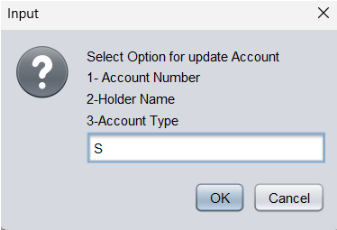 Input
Select Option for update Account
1- Account Number
2-Holder Name
3-Account Type
S
OK Cancel